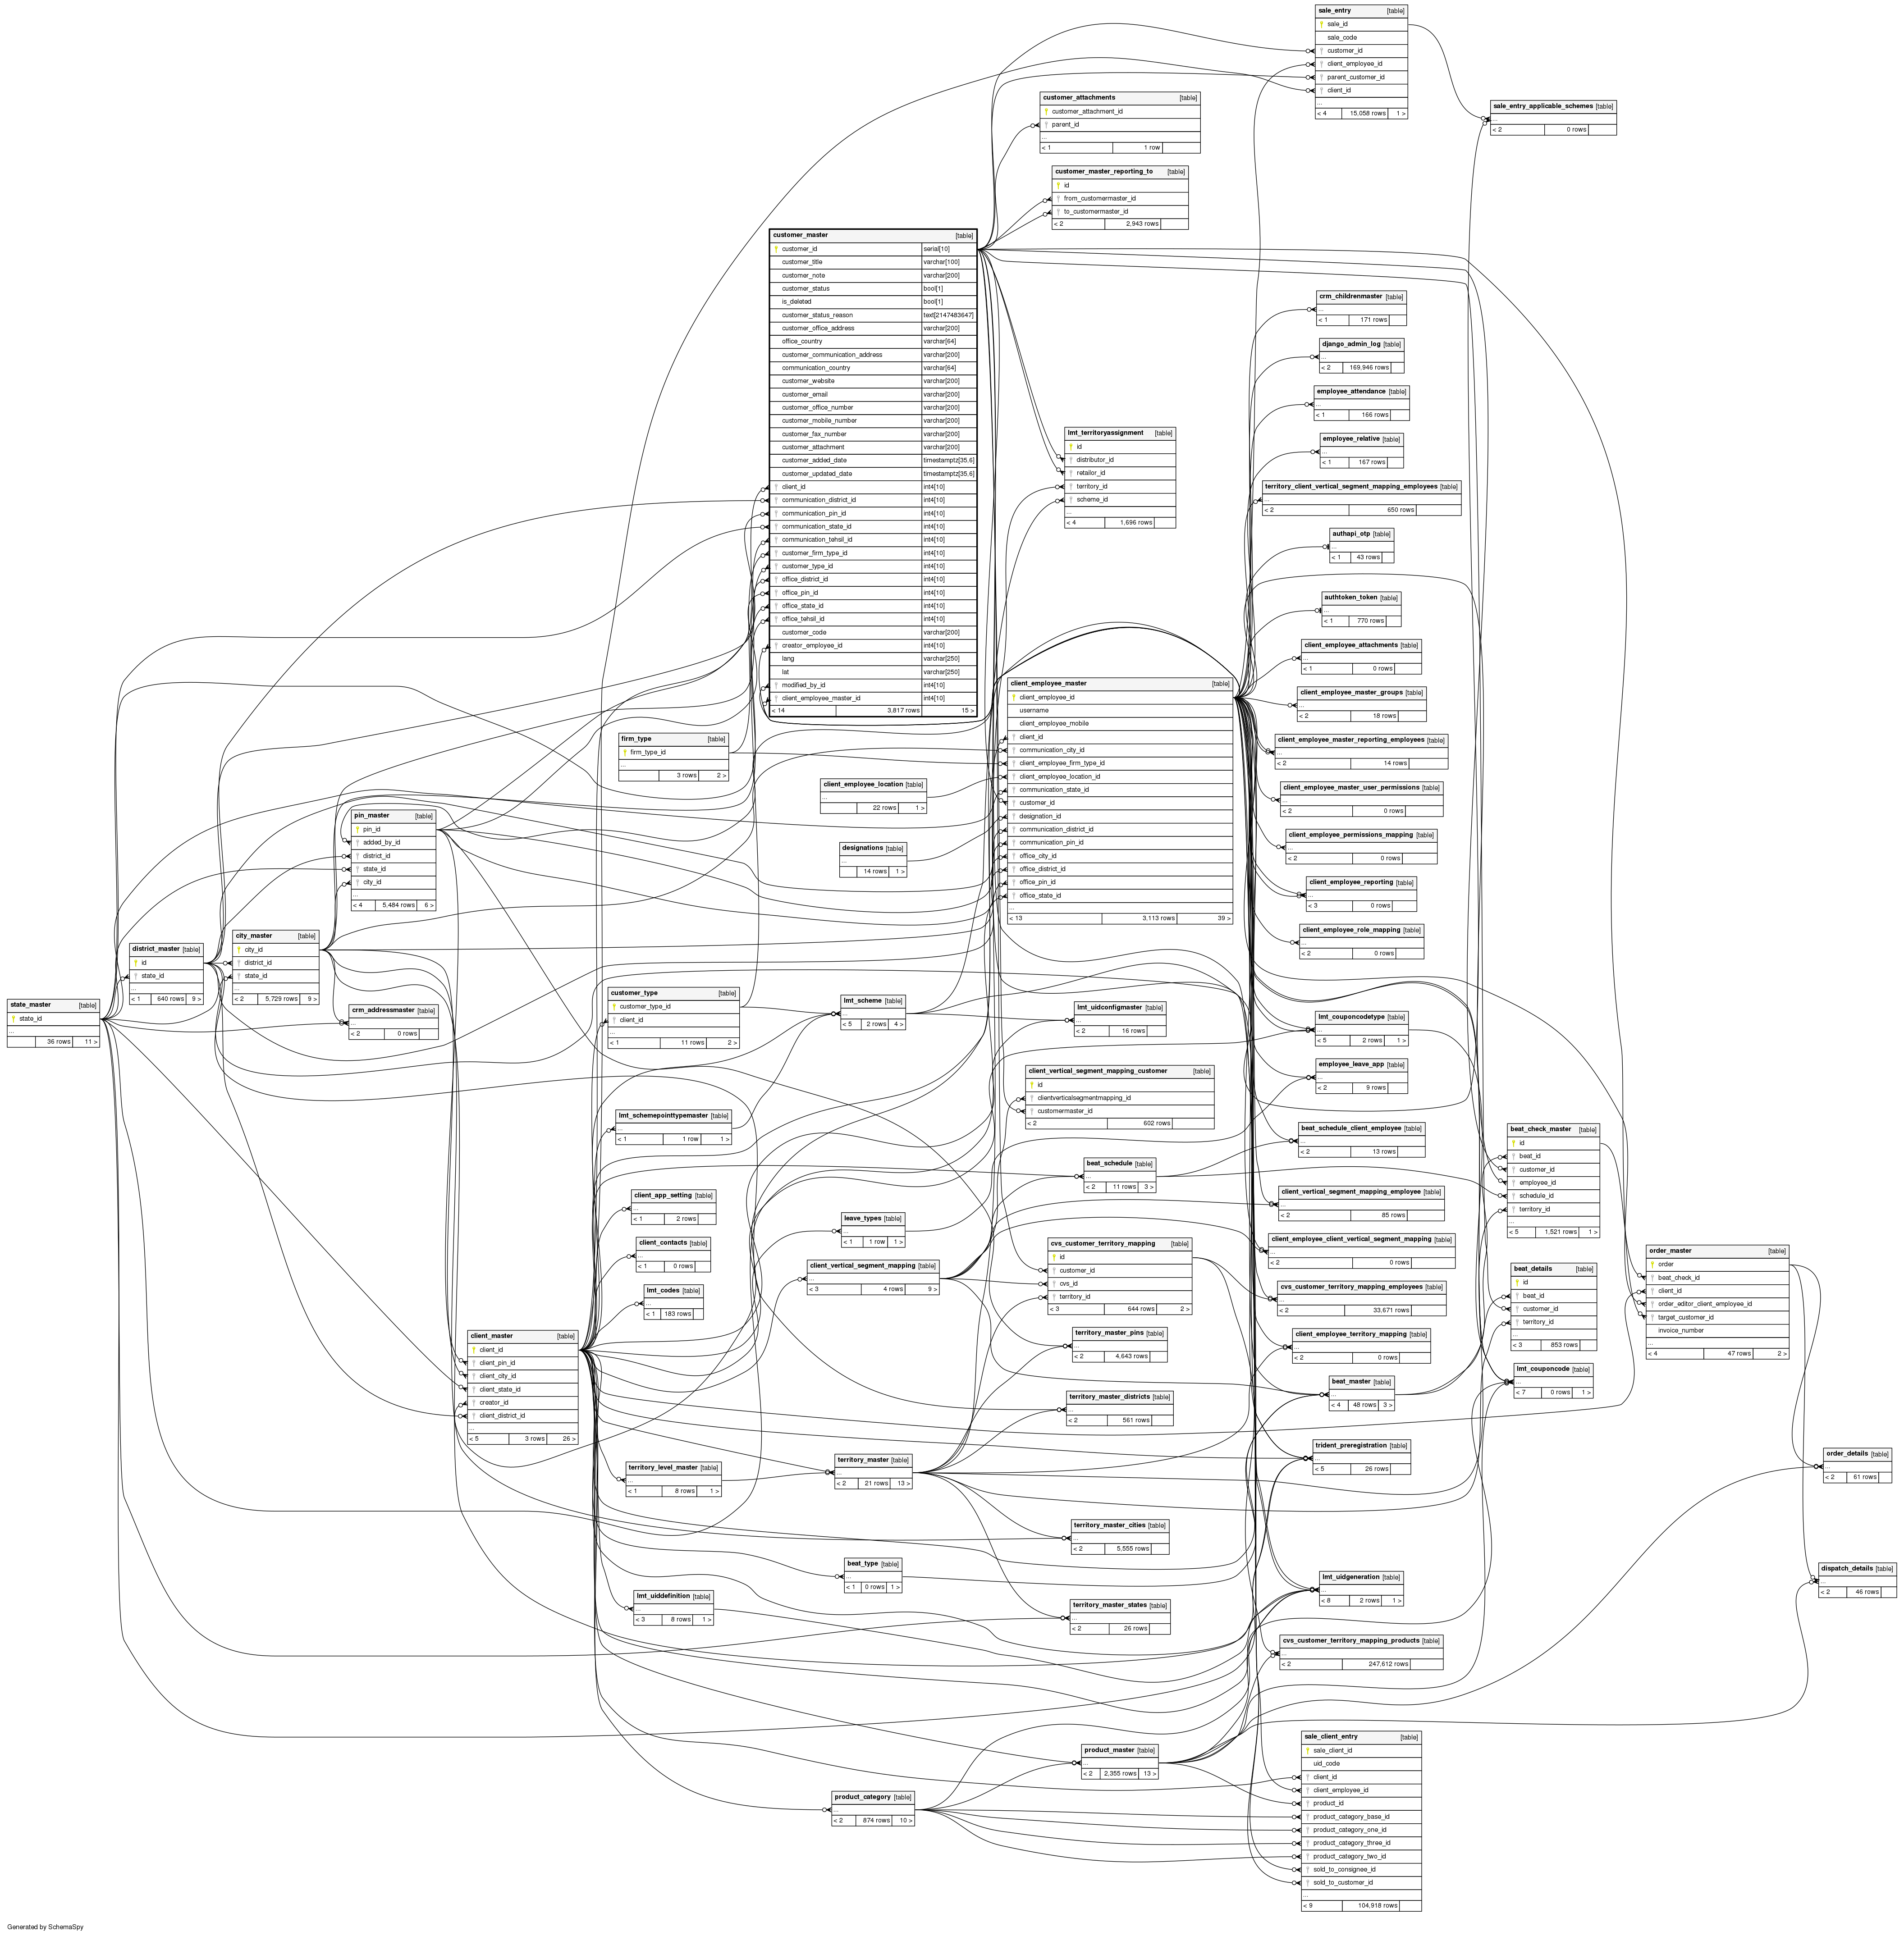 sale_entry [table]
sale_id
sale_code
customer_id
client_employee_id
parent_customer_id
client_id
...
< 4 15,058 rows 1 >
sale_entry_applicable_schemes [table]
...
< 2 0 rows
customer_attachments [table]
customer_attachment_id
parent_id
...
< 1 1 row
customer_master_reporting_to [table]
id
from_customermaster_id
to_customermaster_id
< 2 2,943 rows
customer_master [table]
customer_id serial[10]
customer_title varchar[100]
customer_note varchar[200]
customer_status bool[1]
is_deleted bool[1]
customer_status_reason text[2147483647]
customer_office_address varchar[200]
office_country varchar[64]
customer_communication_address varchar[200]
communication_country varchar[64]
customer_website varchar[200]
customer_email varchar[200]
customer_office_number varchar[200]
customer_mobile_number varchar[200]
customer_fax_number varchar[200]
customer_attachment varchar[200]
customer_added_date timestamptz[35,6]
customer_updated_date timestamptz[35,6]
client_id int4[10]
communication_district_id int4[10]
communication_pin_id int4[10]
communication_state_id int4[10]
communication_tehsil_id int4[10]
customer_firm_type_id int4[10]
customer_type_id int4[10]
office_district_id int4[10]
office_pin_id int4[10]
office_state_id int4[10]
office_tehsil_id int4[10]
customer_code varchar[200]
creator_employee_id int4[10]
lang varchar[250]
lat varchar[250]
modified_by_id int4[10]
client_employee_master_id int4[10]
< 14 3,817 rows 15 >
lmt_territoryassignment [table]
id
distributor_id
retailor_id
territory_id
scheme_id
...
< 4 1,696 rows
crm_childrenmaster [table]
...
< 1 171 rows
django_admin_log [table]
...
< 2 169,946 rows
employee_attendance [table]
...
< 1 166 rows
employee_relative [table]
...
< 1 167 rows
territory_client_vertical_segment_mapping_employees [table]
...
< 2 650 rows
authapi_otp [table]
...
< 1 43 rows
authtoken_token [table]
...
< 1 770 rows
client_employee_attachments [table]
...
< 1 0 rows
client_employee_master_groups [table]
...
< 2 18 rows
client_employee_master_reporting_employees [table]
...
< 2 14 rows
client_employee_master_user_permissions [table]
...
< 2 0 rows
client_employee_permissions_mapping [table]
...
< 2 0 rows
client_employee_reporting [table]
...
< 3 0 rows
client_employee_role_mapping [table]
...
< 2 0 rows
client_employee_master [table]
client_employee_id
username
client_employee_mobile
client_id
communication_city_id
client_employee_firm_type_id
client_employee_location_id
communication_state_id
customer_id
designation_id
communication_district_id
communication_pin_id
office_city_id
office_district_id
office_pin_id
office_state_id
...
< 13 3,113 rows 39 >
firm_type [table]
firm_type_id
...
3 rows 2 >
client_employee_location [table]
...
22 rows 1 >
designations [table]
...
14 rows 1 >
pin_master [table]
pin_id
added_by_id
district_id
state_id
city_id
...
< 4 5,484 rows 6 >
district_master [table]
id
state_id
...
< 1 640 rows 9 >
city_master [table]
city_id
district_id
state_id
...
< 2 5,729 rows 9 >
state_master [table]
state_id
...
36 rows 11 >
crm_addressmaster [table]
...
< 2 0 rows
customer_type [table]
customer_type_id
client_id
...
< 1 11 rows 2 >
lmt_scheme [table]
...
< 5 2 rows 4 >
lmt_uidconfigmaster [table]
...
< 2 16 rows
lmt_couponcodetype [table]
...
< 5 2 rows 1 >
employee_leave_app [table]
...
< 2 9 rows
client_vertical_segment_mapping_customer [table]
id
clientverticalsegmentmapping_id
customermaster_id
< 2 602 rows
lmt_schemepointtypemaster [table]
...
< 1 1 row 1 >
beat_schedule_client_employee [table]
...
< 2 13 rows
beat_schedule [table]
...
< 2 11 rows 3 >
beat_check_master [table]
id
beat_id
customer_id
employee_id
schedule_id
territory_id
...
< 5 1,521 rows 1 >
client_app_setting [table]
...
< 1 2 rows
client_vertical_segment_mapping_employee [table]
...
< 2 85 rows
leave_types [table]
...
< 1 1 row 1 >
client_contacts [table]
...
< 1 0 rows
client_vertical_segment_mapping [table]
...
< 3 4 rows 9 >
cvs_customer_territory_mapping [table]
id
customer_id
cvs_id
territory_id
< 3 644 rows 2 >
client_employee_client_vertical_segment_mapping [table]
...
< 2 0 rows
order_master [table]
order
beat_check_id
client_id
order_editor_client_employee_id
target_customer_id
invoice_number
...
< 4 47 rows 2 >
beat_details [table]
id
beat_id
customer_id
territory_id
...
< 3 853 rows
cvs_customer_territory_mapping_employees [table]
...
< 2 33,671 rows
lmt_codes [table]
...
< 1 183 rows
client_master [table]
client_id
client_pin_id
client_city_id
client_state_id
creator_id
client_district_id
...
< 5 3 rows 26 >
territory_master_pins [table]
...
< 2 4,643 rows
client_employee_territory_mapping [table]
...
< 2 0 rows
lmt_couponcode [table]
...
< 7 0 rows 1 >
beat_master [table]
...
< 4 48 rows 3 >
territory_master_districts [table]
...
< 2 561 rows
trident_preregistration [table]
...
< 5 26 rows
order_details [table]
...
< 2 61 rows
territory_level_master [table]
...
< 1 8 rows 1 >
territory_master [table]
...
< 2 21 rows 13 >
territory_master_cities [table]
...
< 2 5,555 rows
beat_type [table]
...
< 1 0 rows 1 >
dispatch_details [table]
...
< 2 46 rows
lmt_uidgeneration [table]
...
< 8 2 rows 1 >
lmt_uiddefinition [table]
...
< 3 8 rows 1 >
territory_master_states [table]
...
< 2 26 rows
cvs_customer_territory_mapping_products [table]
...
< 2 247,612 rows
product_master [table]
...
< 2 2,355 rows 13 >
product_category [table]
...
< 2 874 rows 10 >
sale_client_entry [table]
sale_client_id
uid_code
client_id
client_employee_id
product_id
product_category_base_id
product_category_one_id
product_category_three_id
product_category_two_id
sold_to_consignee_id
sold_to_customer_id
...
< 9 104,918 rows
Generated by SchemaSpy